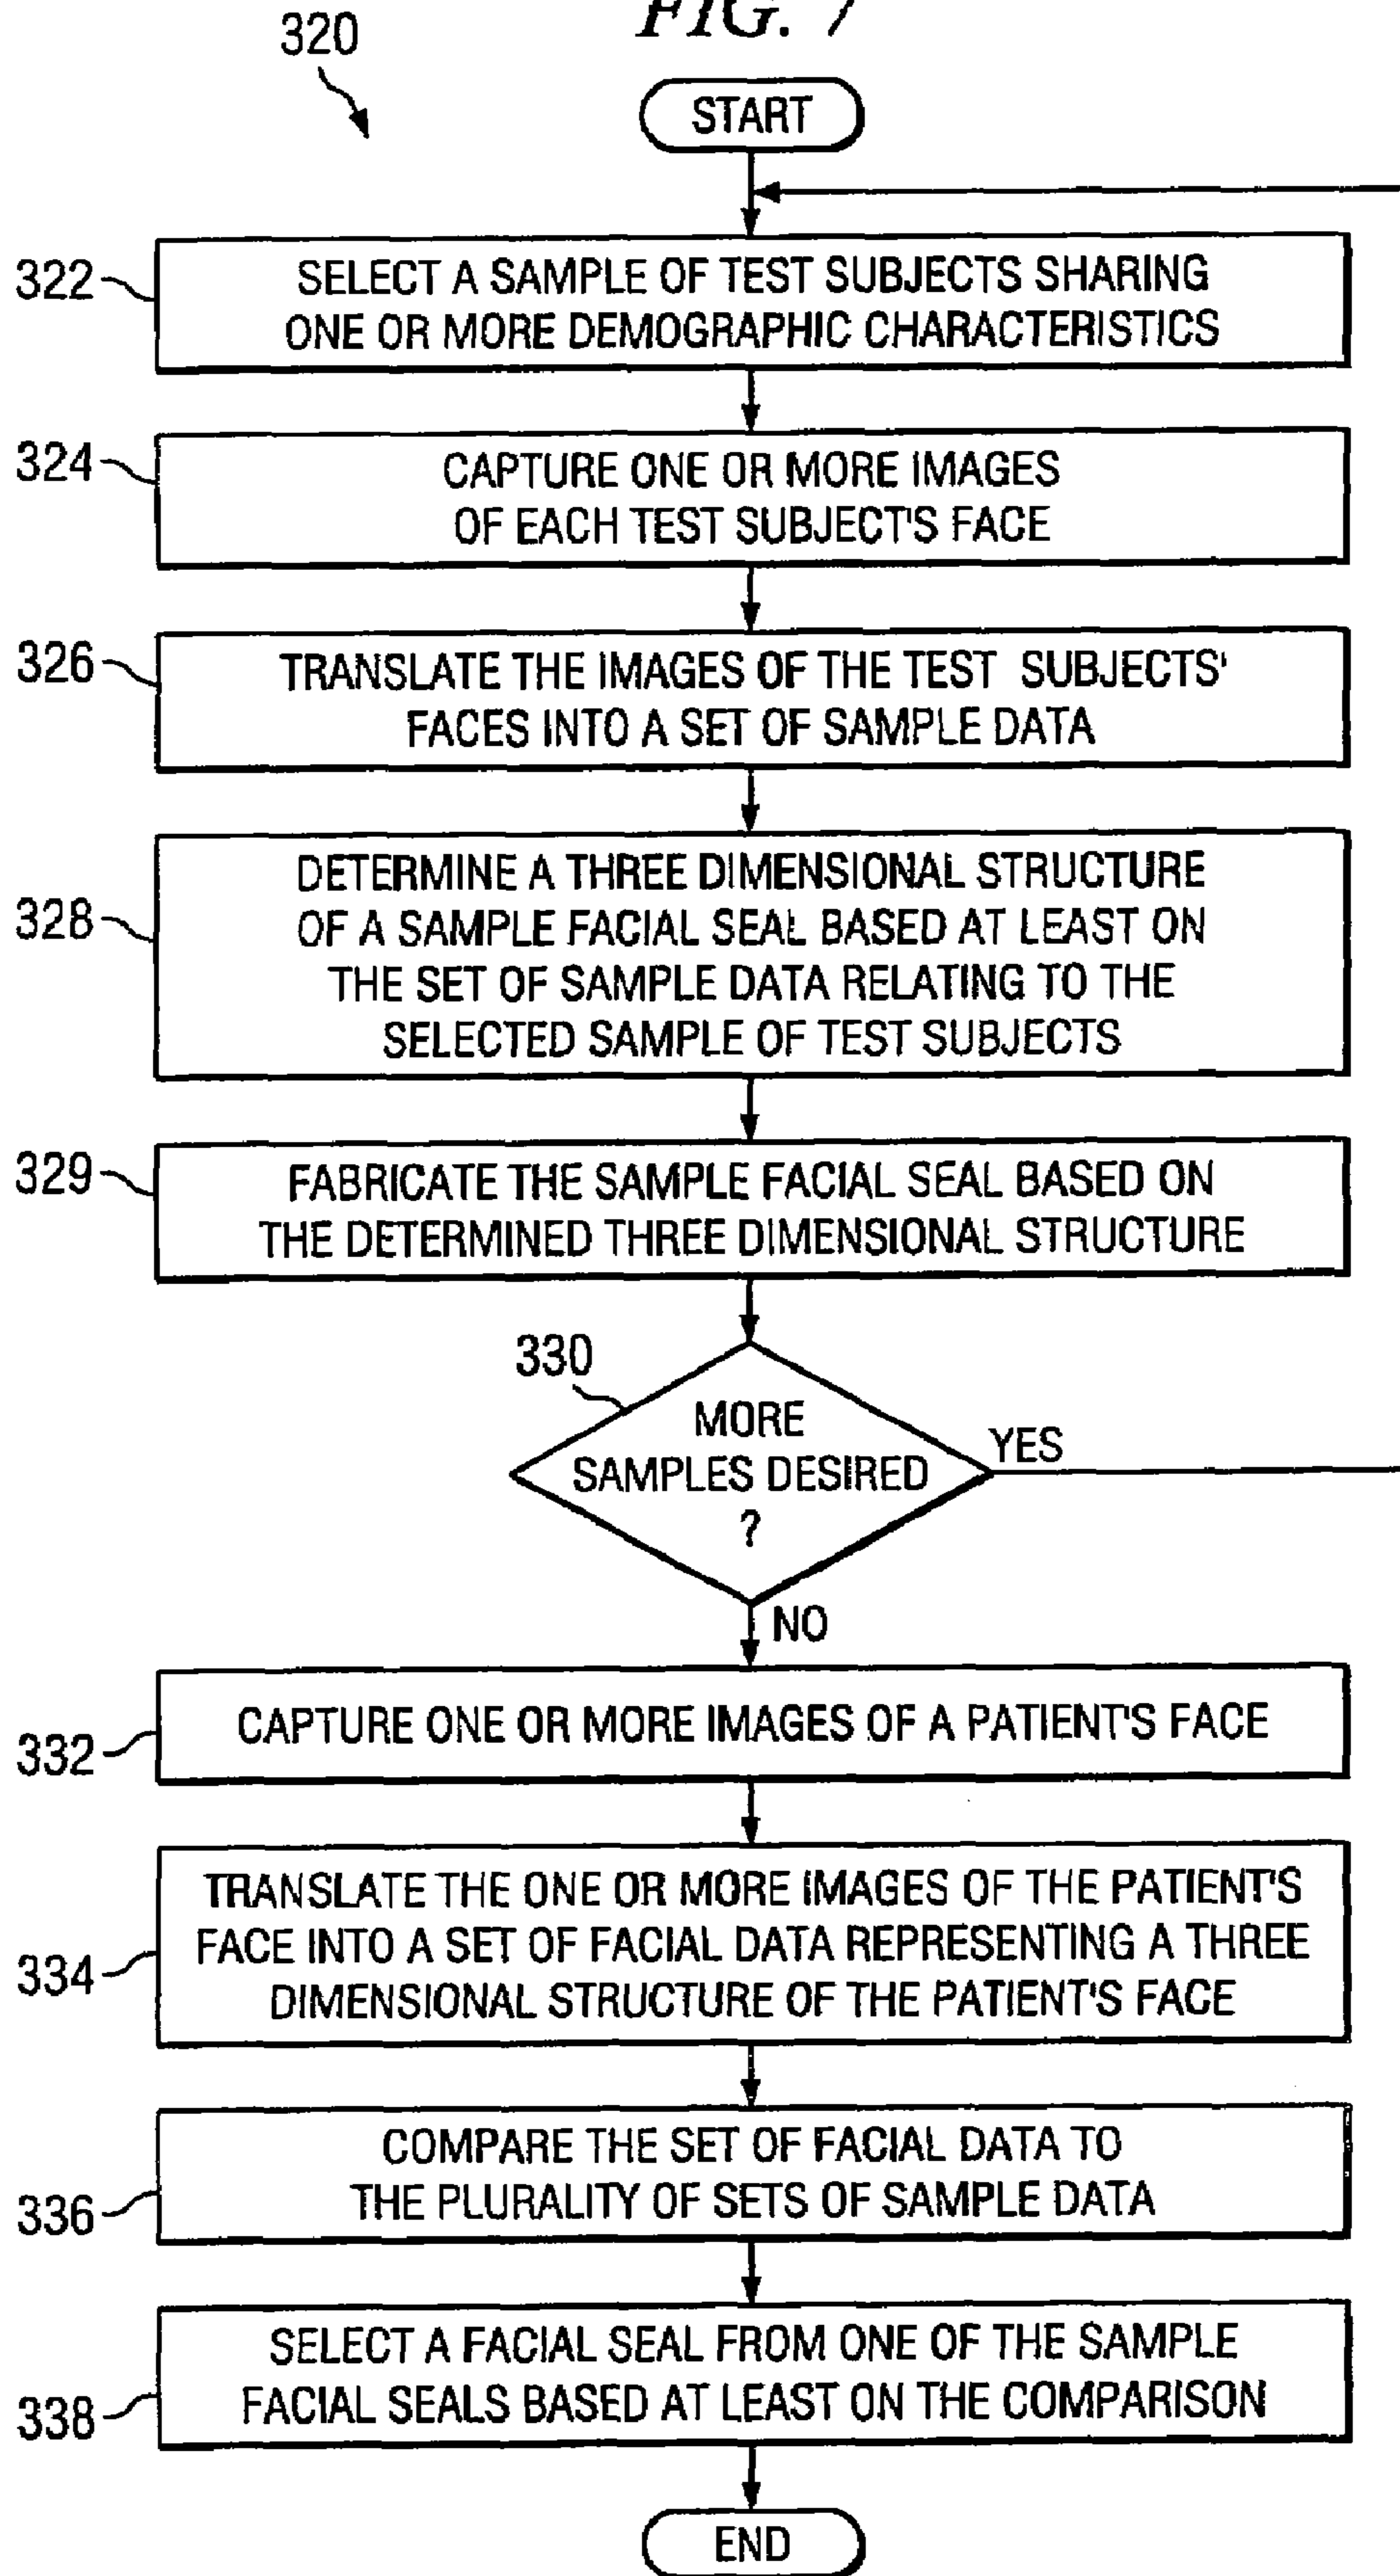 FIG. 7
320
START
322
SELECT A SAMPLE OF TEST SUBJECTS SHARING
ONE OR MORE DEMOGRAPHIC CHARACTERISTICS
324
CAPTURE ONE OR MORE IMAGES
OF EACH TEST SUBJECT'S FACE
326
TRANSLATE THE IMAGES OF THE TEST SUBJECTS'
FACES INTO A SET OF SAMPLE DATA
328
DETERMINE A THREE DIMENSIONAL STRUCTURE
OF A SAMPLE FACIAL SEAL BASED AT LEAST ON
THE SET OF SAMPLE DATA RELATING TO THE
SELECTED SAMPLE OF TEST SUBJECTS
329
FABRICATE THE SAMPLE FACIAL SEAL BASED ON
THE DETERMINED THREE DIMENSIONAL STRUCTURE
330
MORE
SAMPLES DESIRED
?
YES
NO
332
CAPTURE ONE OR MORE IMAGES OF A PATIENT'S FACE
334
TRANSLATE THE ONE OR MORE IMAGES OF THE PATIENT'S
FACE INTO A SET OF FACIAL DATA REPRESENTING A THREE
DIMENSIONAL STRUCTURE OF THE PATIENT'S FACE
336
COMPARE THE SET OF FACIAL DATA TO
THE PLURALITY OF SETS OF SAMPLE DATA
338
SELECT A FACIAL SEAL FROM ONE OF THE SAMPLE
FACIAL SEALS BASED AT LEAST ON THE COMPARISON
END